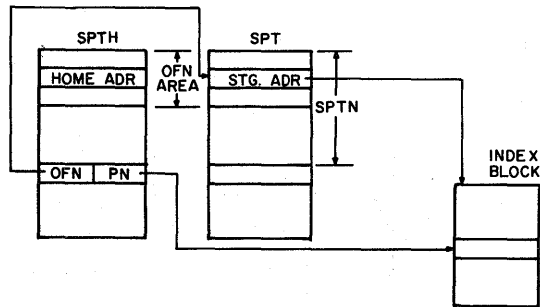 SPTH
SPT
OFN
AREA
HOME ADR
STG. ADR
SPTN
OFN
PN
INDEX
BLOCK